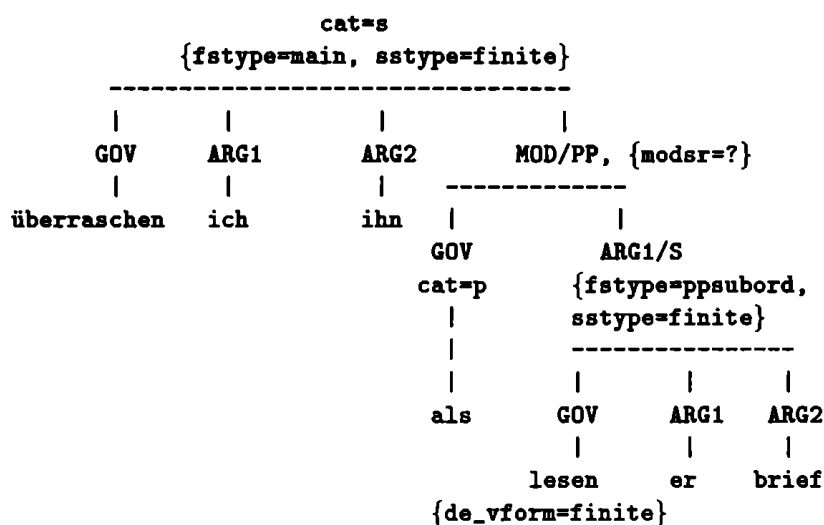 cat=s
{fstype=main, sstype=finite}
-----------------------------------
| | | |
GOV ARG1 ARG2 MOD/PP, {modsr=?}
| | | --------------
überraschen ich ihn | |
GOV ARG1/S
cat=p {fstype=ppsubord,
| sstype=finite}
| -----------------
| | | |
als GOV ARG1 ARG2
| | |
lesen er brief
{de_vform=finite}